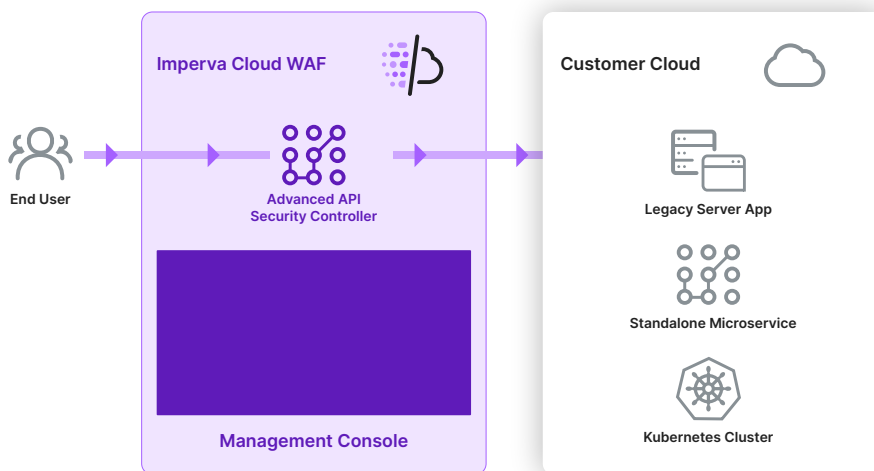 Imperva Cloud WAF
Customer Cloud
End User
Advanced API
Security Controller
Legacy Server App
Standalone Microservice
Management Console
Kubernetes Cluster